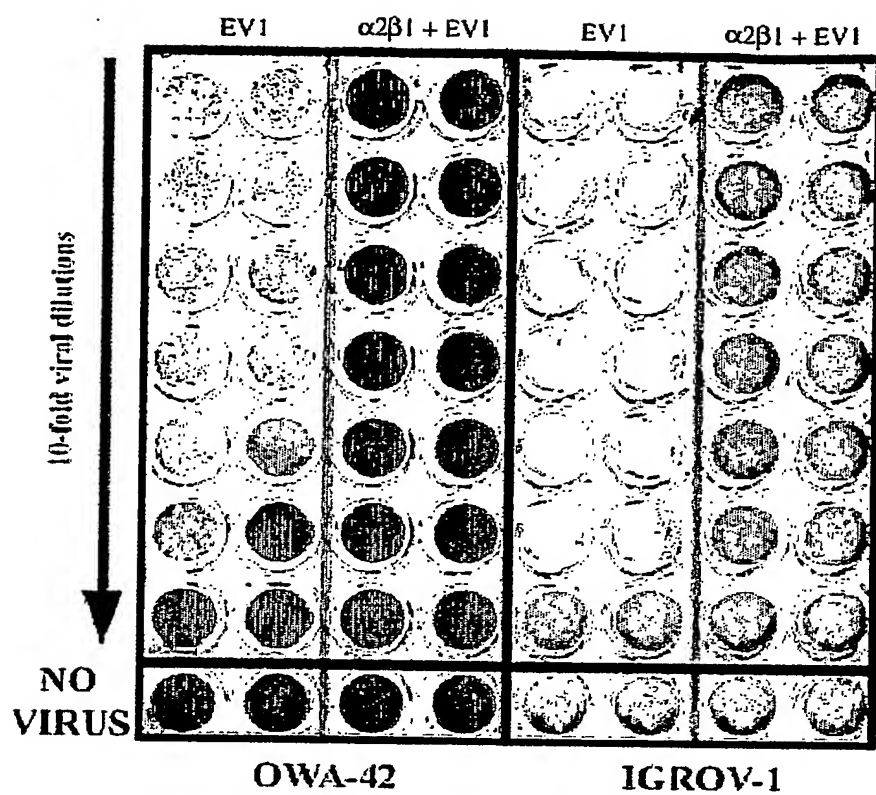 EV1 α2β1 + EV1 EV1 α2β1 + EV1
10-fold viral dilutions
NO
VIRUS
OWA-42 IGROV-1